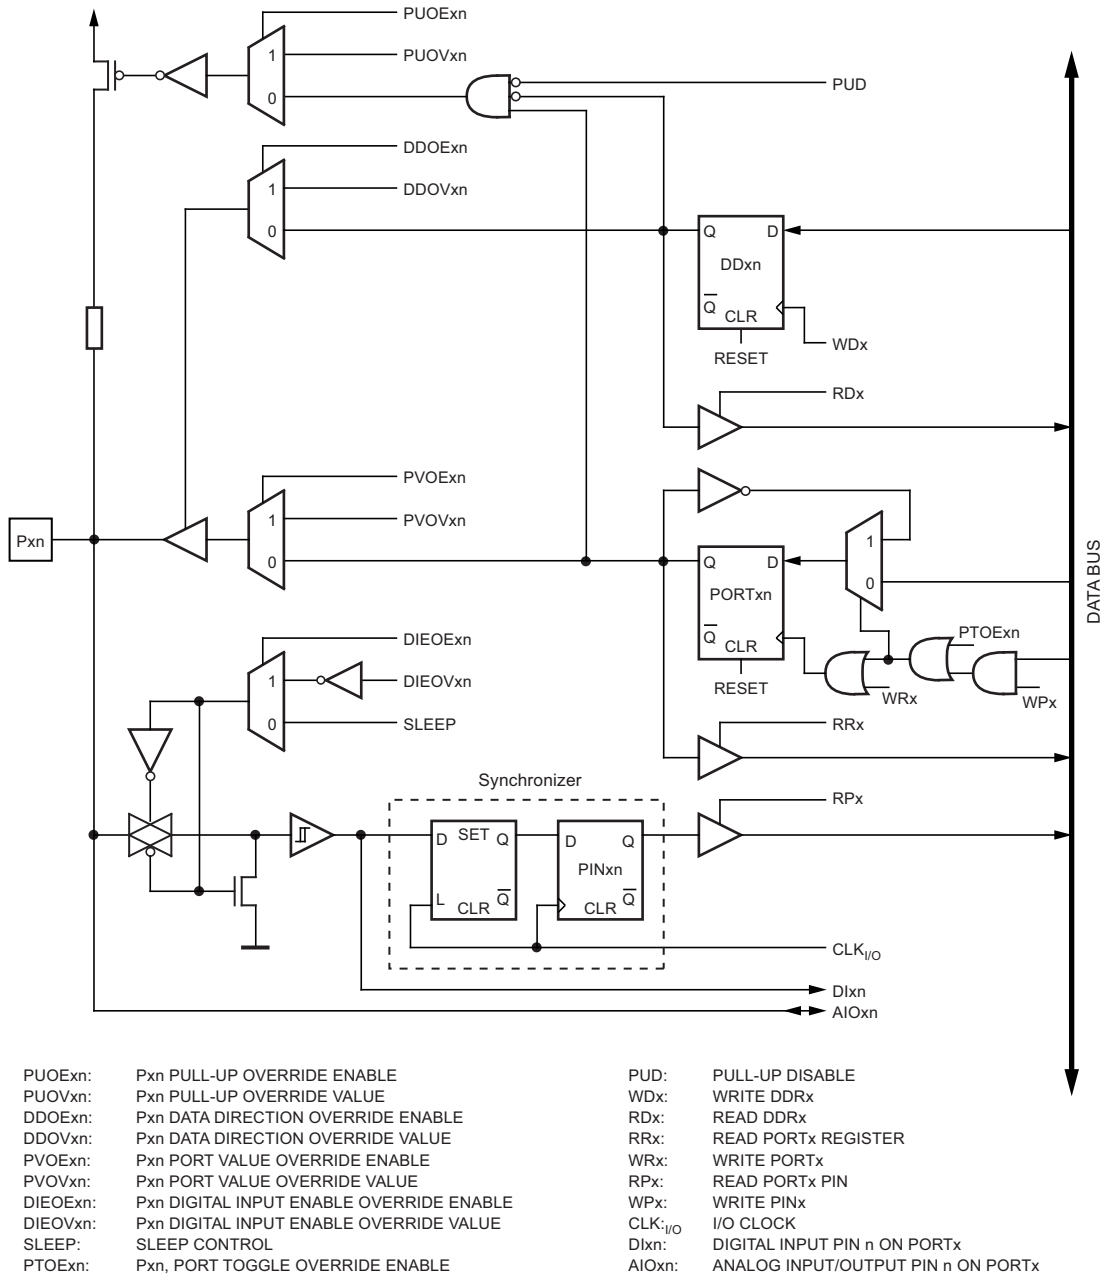 PUOExn
PUOVxn
1
0
PUD
DDOExn
DDOVxn
1
0
Q D
DDxn
Q
CLR
RESET
WDx
RDx
PVOExn
PVOVxn
1
0
Pxn
1
0
Q D
PORTxn
Q
CLR
RESET
PTOExn
WRx
WPx
DATA BUS
DIEOExn
DIEOVxn
1
0
SLEEP
RRx
Synchronizer
RPx
D SET Q
L CLR Q
D Q
PINxn
CLR Q
CLK I/O
DIxn
AIOxn
PUOExn: Pxn PULL-UP OVERRIDE ENABLE
PUOVxn: Pxn PULL-UP OVERRIDE VALUE
DDOExn: Pxn DATA DIRECTION OVERRIDE ENABLE
DDOVxn: Pxn DATA DIRECTION OVERRIDE VALUE
PVOExn: Pxn PORT VALUE OVERRIDE ENABLE
PVOVxn: Pxn PORT VALUE OVERRIDE VALUE
DIEOExn: Pxn DIGITAL INPUT ENABLE OVERRIDE ENABLE
DIEOVxn: Pxn DIGITAL INPUT ENABLE OVERRIDE VALUE
SLEEP: SLEEP CONTROL
PTOExn: Pxn, PORT TOGGLE OVERRIDE ENABLE
PUD: PULL-UP DISABLE
WDx: WRITE DDRx
RDx: READ DDRx
RRx: READ PORTx REGISTER
WRx: WRITE PORTx
RPx: READ PORTx PIN
WPx: WRITE PINx
CLK: I/O I/O CLOCK
DIxn: DIGITAL INPUT PIN n ON PORTx
AIOxn: ANALOG INPUT/OUTPUT PIN n ON PORTx